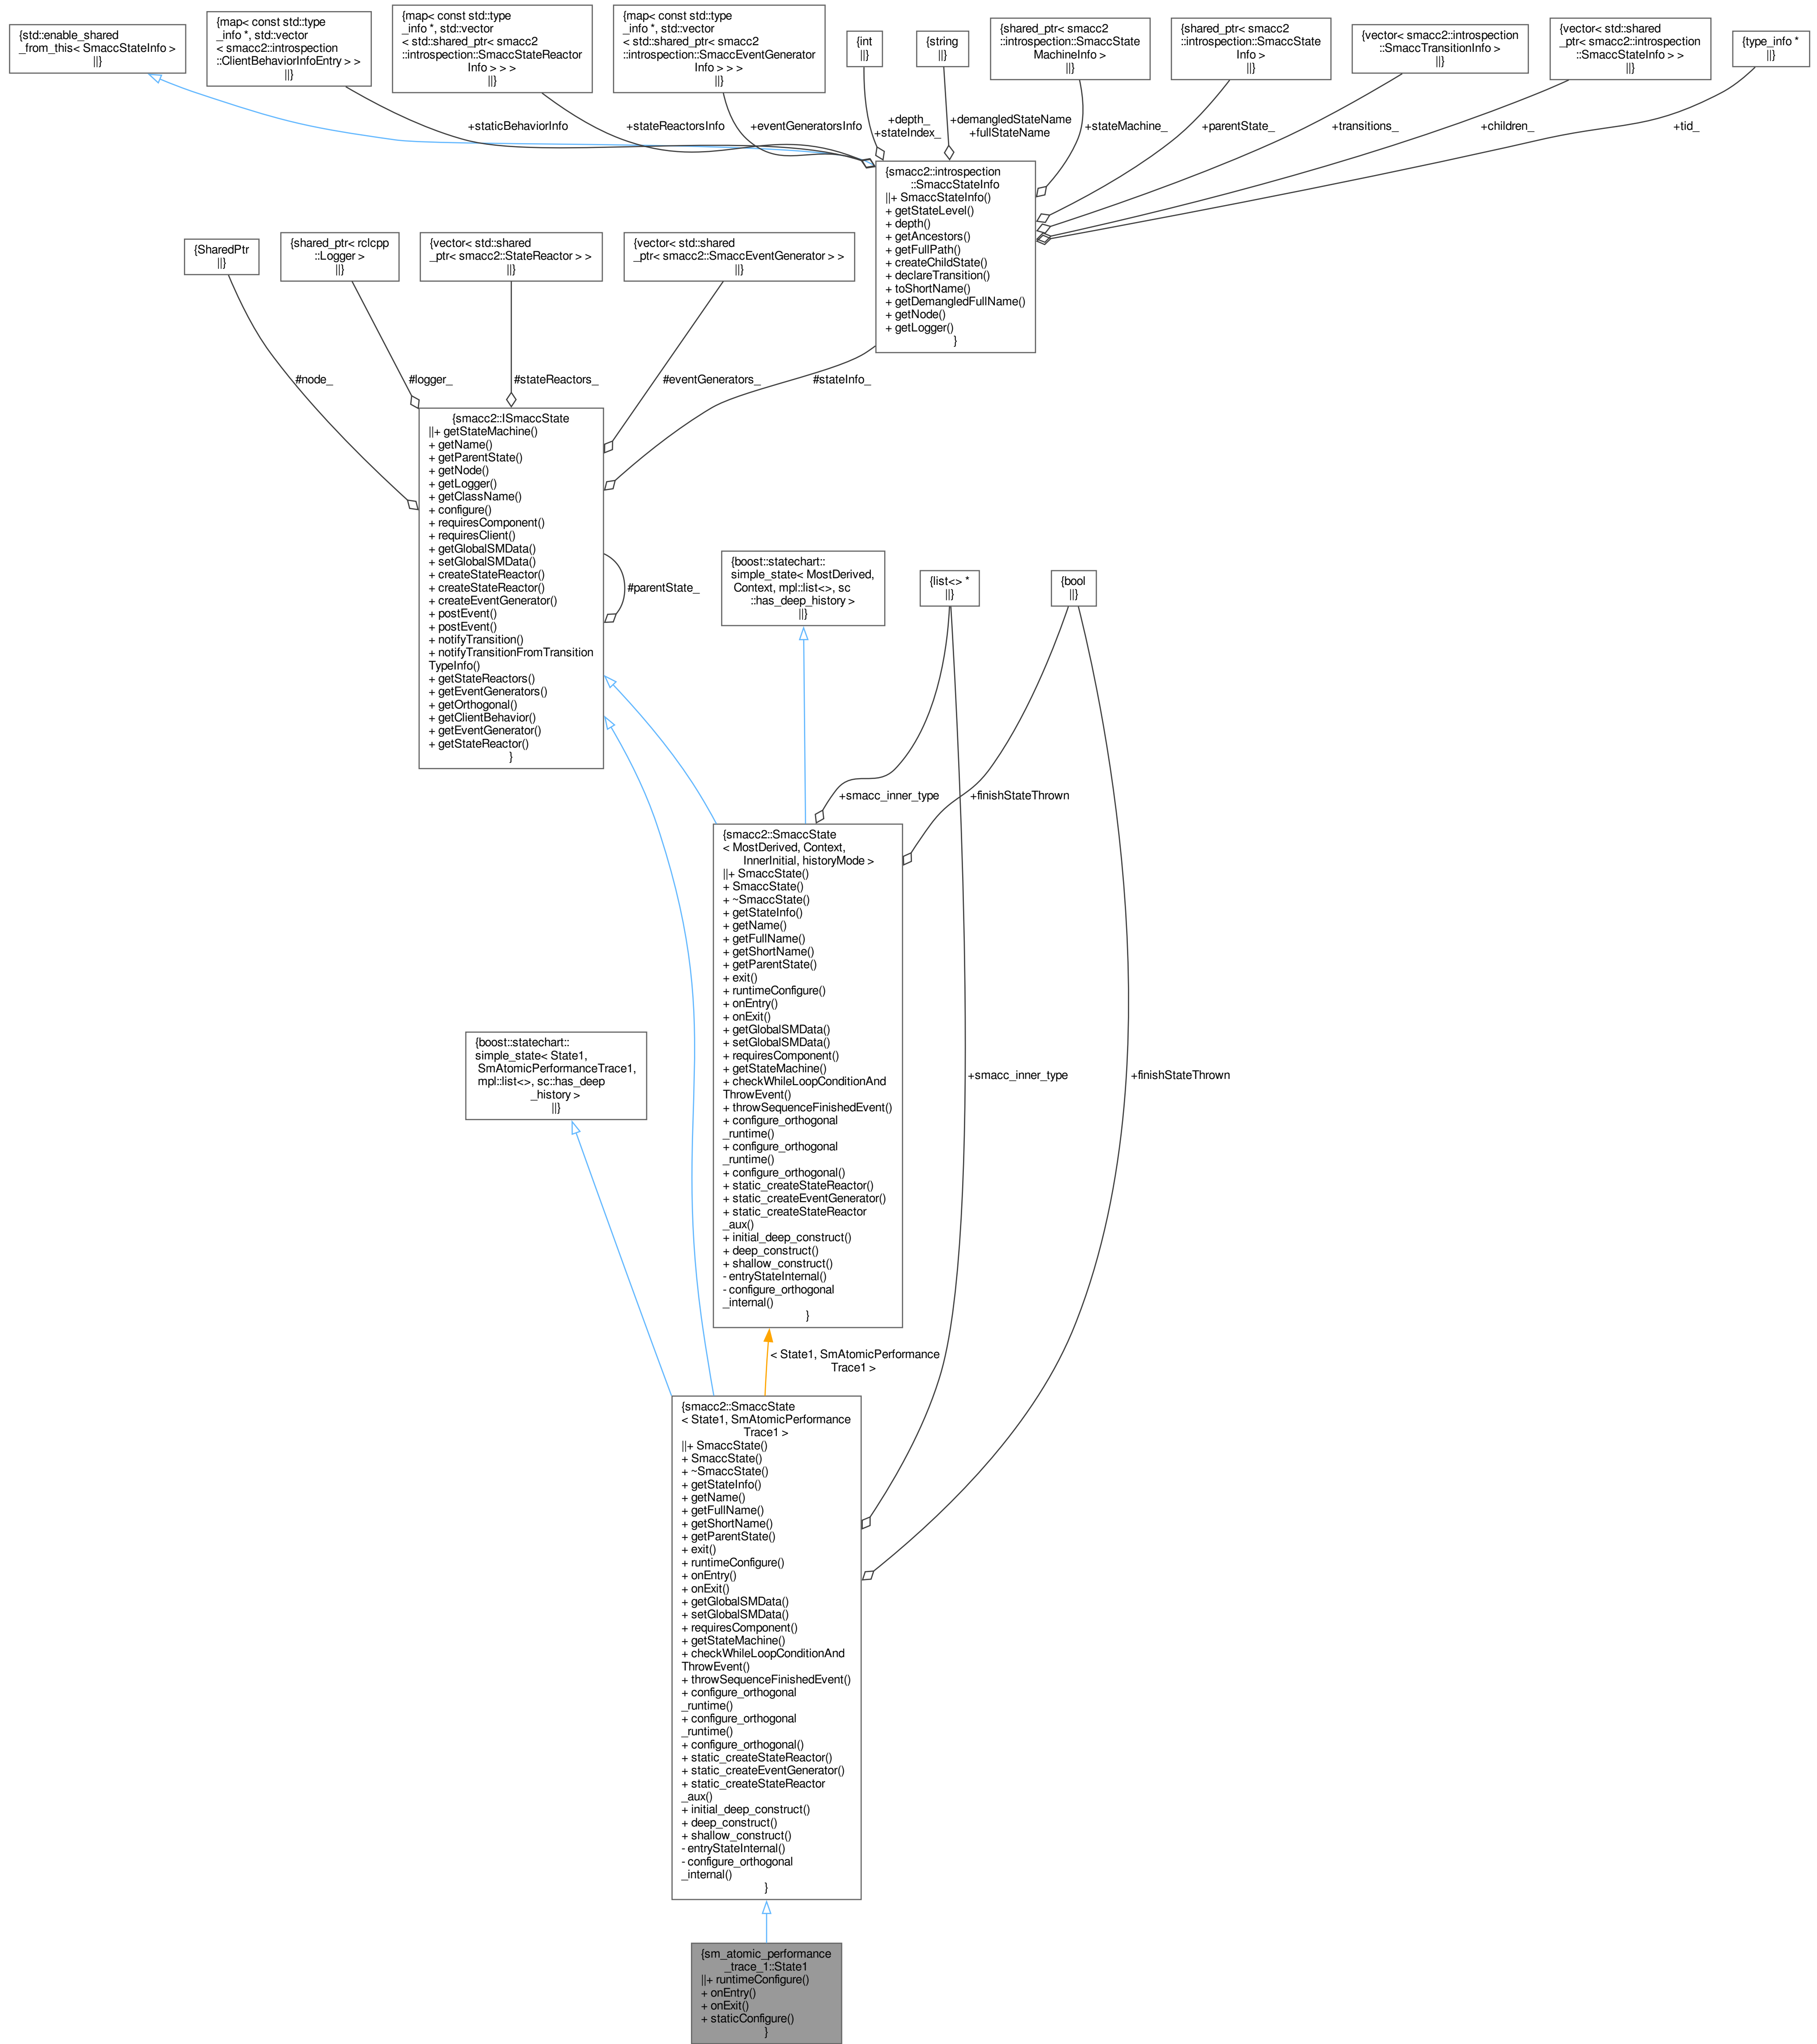 {std::enable_shared
_from_this< SmaccStateInfo >
||}
{map< const std::type
_info *, std::vector
< smacc2::introspection
::ClientBehaviorInfoEntry > >
||}
{map< const std::type
_info *, std::vector
< std::shared_ptr< smacc2
::introspection::SmaccStateReactor
Info > > >
||}
{map< const std::type
_info *, std::vector
< std::shared_ptr< smacc2
::introspection::SmaccEventGenerator
Info > > >
||}
{int
||}
{string
||}
{shared_ptr< smacc2
::introspection::SmaccState
MachineInfo >
||}
{shared_ptr< smacc2
::introspection::SmaccState
Info >
||}
{vector< smacc2::introspection
::SmaccTransitionInfo >
||}
{vector< std::shared
_ptr< smacc2::introspection
::SmaccStateInfo > >
||}
{type_info *
||}
+staticBehaviorInfo
+stateReactorsInfo
+eventGeneratorsInfo
+depth_
+stateIndex_
+demangledStateName
+fullStateName
+stateMachine_
+parentState_
+transitions_
+children_
+tid_
{smacc2::introspection
::SmaccStateInfo
||+ SmaccStateInfo()
+ getStateLevel()
+ depth()
+ getAncestors()
+ getFullPath()
+ createChildState()
+ declareTransition()
+ toShortName()
+ getDemangledFullName()
+ getNode()
+ getLogger()
}
{SharedPtr
||}
{shared_ptr< rclcpp
::Logger >
||}
{vector< std::shared
_ptr< smacc2::StateReactor > >
||}
{vector< std::shared
_ptr< smacc2::SmaccEventGenerator > >
||}
#node_
#logger_
#stateReactors_
#eventGenerators_
#stateInfo_
{smacc2::ISmaccState
||+ getStateMachine()
+ getName()
+ getParentState()
+ getNode()
+ getLogger()
+ getClassName()
+ configure()
+ requiresComponent()
+ requiresClient()
+ getGlobalSMData()
+ setGlobalSMData()
+ createStateReactor()
+ createStateReactor()
+ createEventGenerator()
+ postEvent()
+ postEvent()
+ notifyTransition()
+ notifyTransitionFromTransition
TypeInfo()
+ getStateReactors()
+ getEventGenerators()
+ getOrthogonal()
+ getClientBehavior()
+ getEventGenerator()
+ getStateReactor()
}
#parentState_
{boost::statechart::
simple_state< MostDerived,
Context, mpl::list<>, sc
::has_deep_history >
||}
{list<> *
||}
{bool
||}
+smacc_inner_type
+finishStateThrown
{smacc2::SmaccState
< MostDerived, Context,
InnerInitial, historyMode >
||+ SmaccState()
+ SmaccState()
+ ~SmaccState()
+ getStateInfo()
+ getName()
+ getFullName()
+ getShortName()
+ getParentState()
+ exit()
+ runtimeConfigure()
+ onEntry()
+ onExit()
+ getGlobalSMData()
+ setGlobalSMData()
+ requiresComponent()
+ getStateMachine()
+ checkWhileLoopConditionAnd
ThrowEvent()
+ throwSequenceFinishedEvent()
+ configure_orthogonal
_runtime()
+ configure_orthogonal
_runtime()
+ configure_orthogonal()
+ static_createStateReactor()
+ static_createEventGenerator()
+ static_createStateReactor
_aux()
+ initial_deep_construct()
+ deep_construct()
+ shallow_construct()
- entryStateInternal()
- configure_orthogonal
_internal()
}
{boost::statechart::
simple_state< State1,
SmAtomicPerformanceTrace1,
mpl::list<>, sc::has_deep
_history >
||}
+smacc_inner_type
+finishStateThrown
< State1, SmAtomicPerformance
Trace1 >
{smacc2::SmaccState
< State1, SmAtomicPerformance
Trace1 >
||+ SmaccState()
+ SmaccState()
+ ~SmaccState()
+ getStateInfo()
+ getName()
+ getFullName()
+ getShortName()
+ getParentState()
+ exit()
+ runtimeConfigure()
+ onEntry()
+ onExit()
+ getGlobalSMData()
+ setGlobalSMData()
+ requiresComponent()
+ getStateMachine()
+ checkWhileLoopConditionAnd
ThrowEvent()
+ throwSequenceFinishedEvent()
+ configure_orthogonal
_runtime()
+ configure_orthogonal
_runtime()
+ configure_orthogonal()
+ static_createStateReactor()
+ static_createEventGenerator()
+ static_createStateReactor
_aux()
+ initial_deep_construct()
+ deep_construct()
+ shallow_construct()
- entryStateInternal()
- configure_orthogonal
_internal()
}
{sm_atomic_performance
_trace_1::State1
||+ runtimeConfigure()
+ onEntry()
+ onExit()
+ staticConfigure()
}